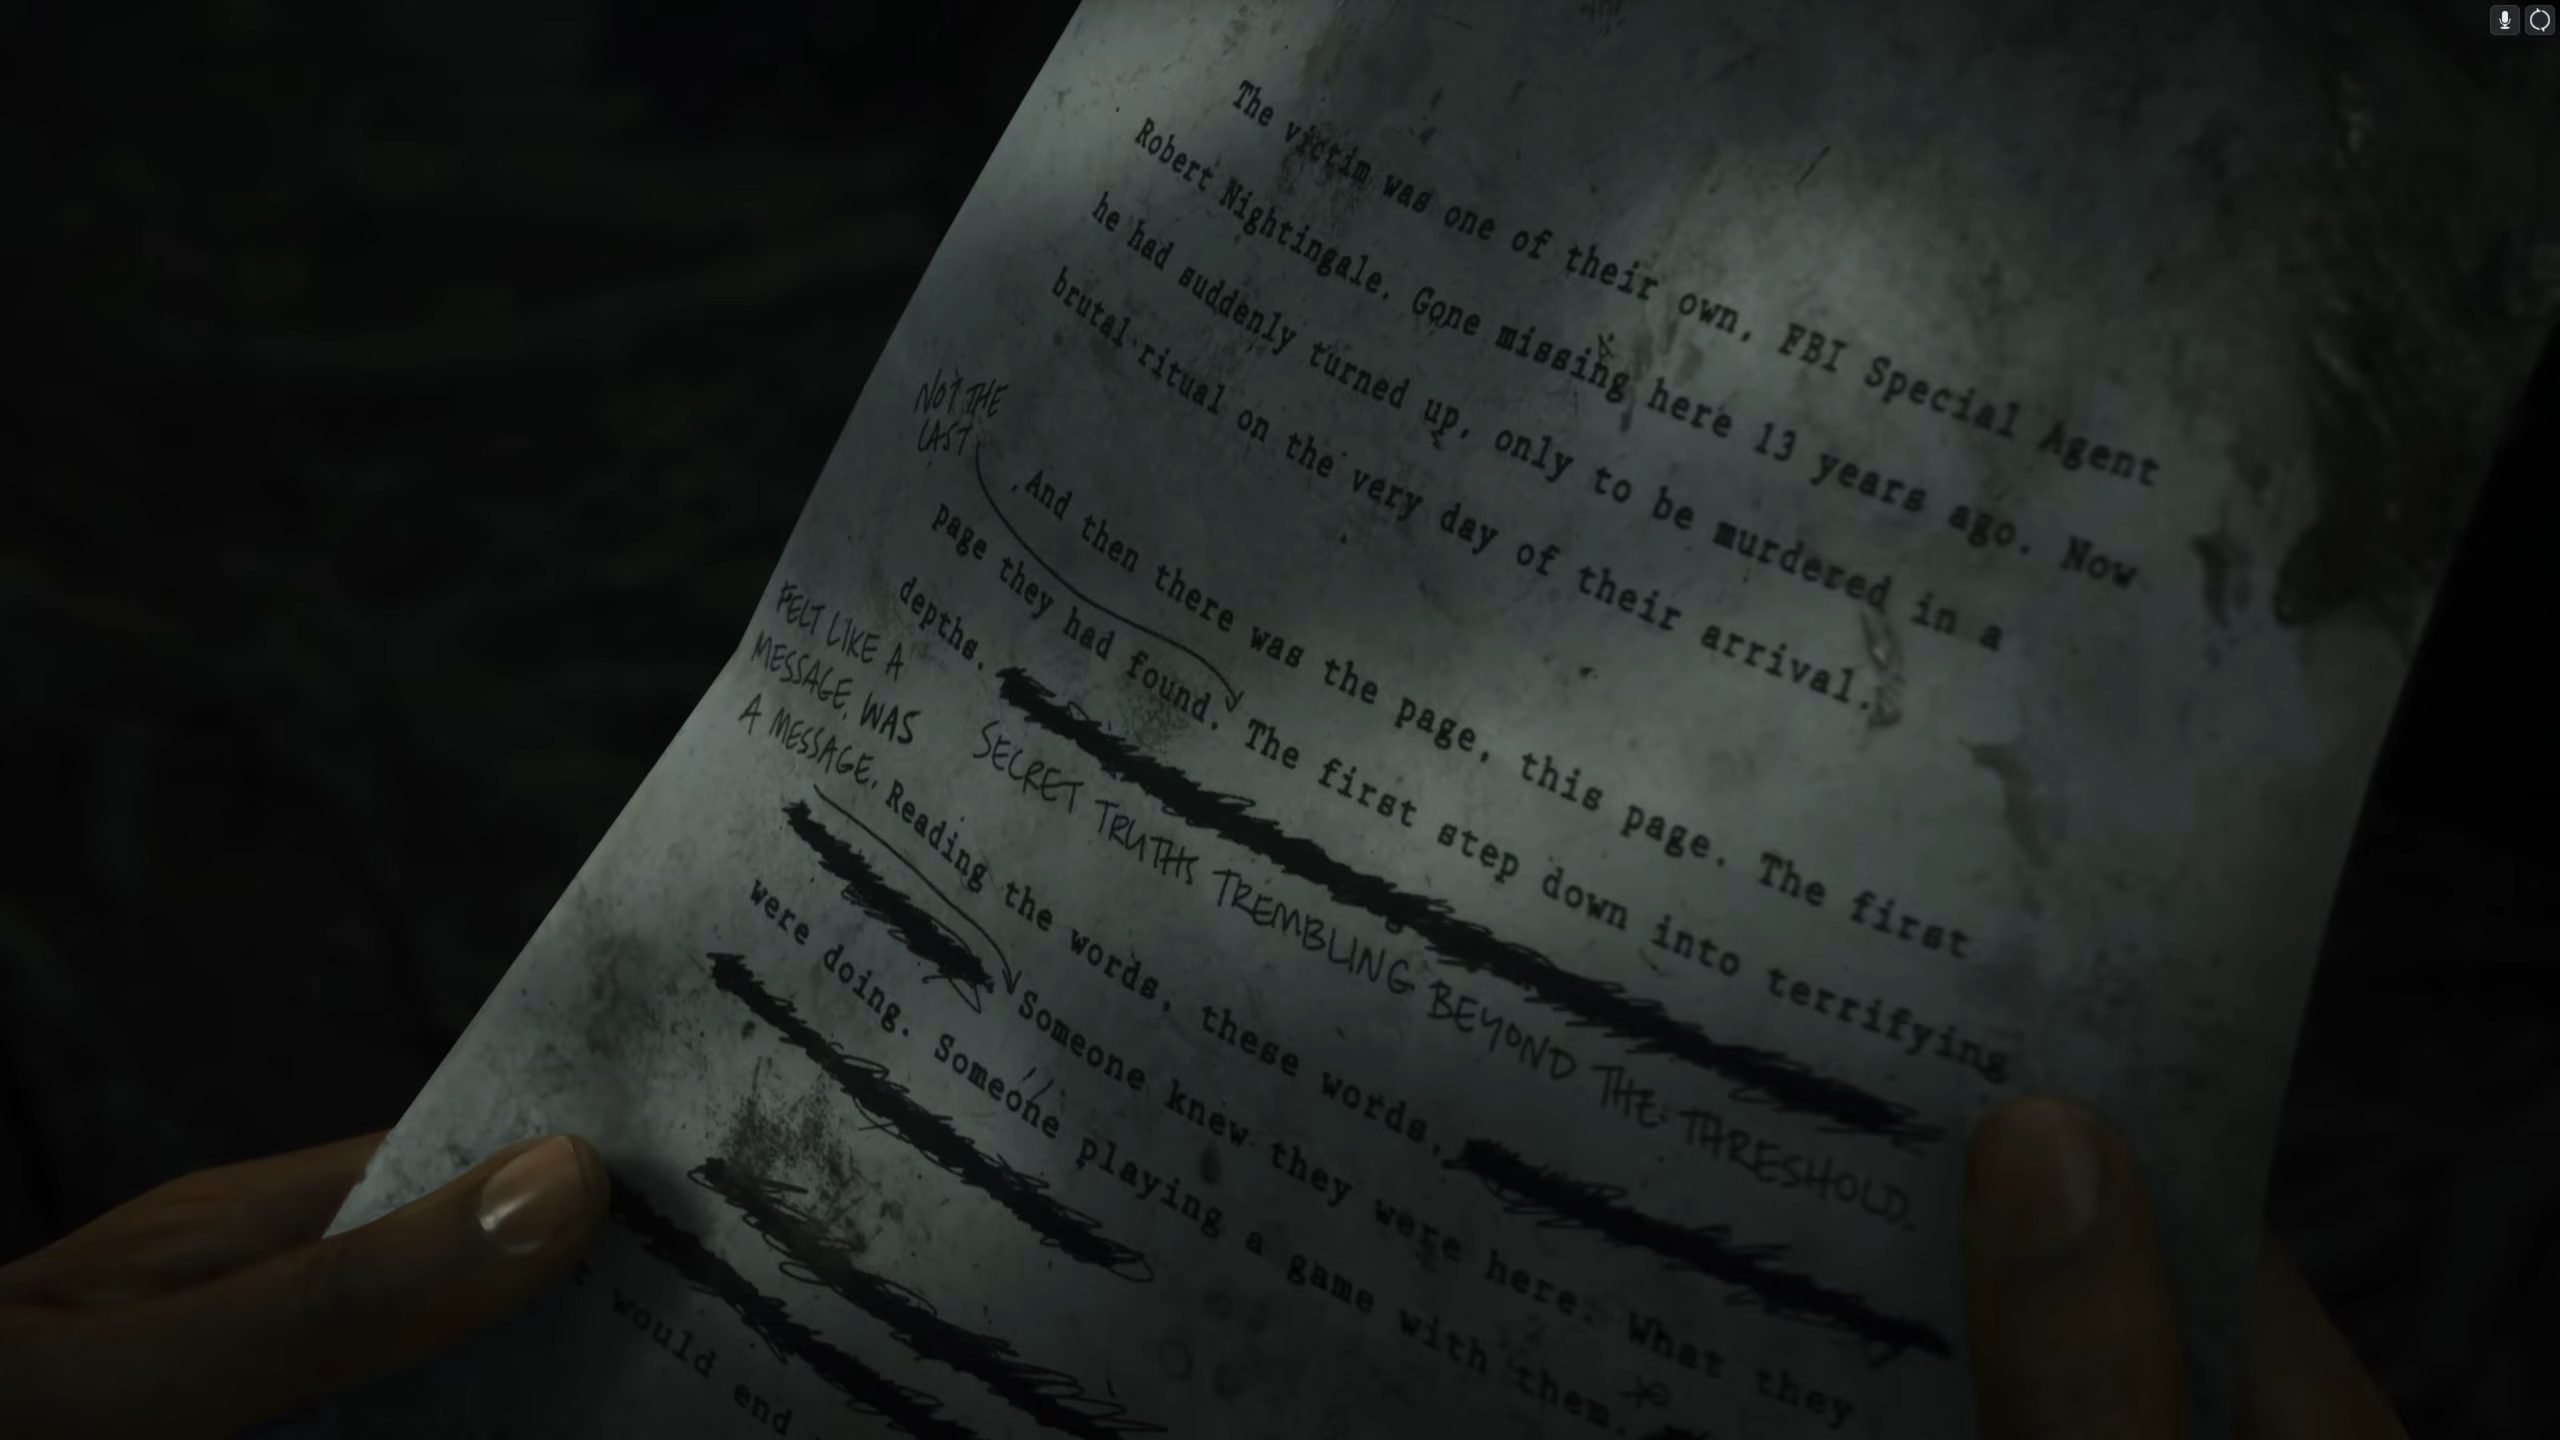 The victim was one of their own, FBI Special Agent
Robert Nightingale. Gone missing here 13 years ago. Now
he had suddenly turned up, only to be murdered in a
brutal ritual on the very day of their arrival.
NOT THE
LAST
And then there was the page, this page. The first
page they had found. The first step down into terrifying
depths.
SECRET TRUTHS TREMBLING BEYOND THE THRESHOLD.
FELT LIKE A
MESSAGE, WAS
A MESSAGE.
Reading the words, these words,
Someone knew they were here. What they
were doing. Someone playing a game with them.
would end